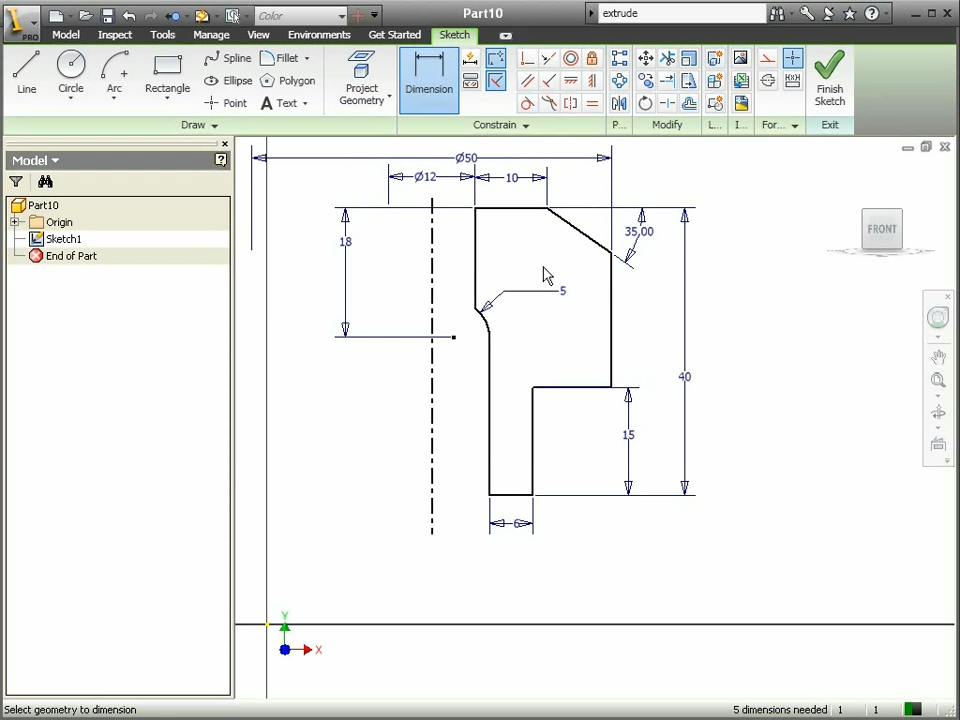 Color
Part10
extrude
PRO
Model Inspect Tools Manage View Environments Get Started Sketch
Line
Circle
Arc
Rectangle
Spline
Ellipse
Point
Fillet
Polygon
Text
Project
Geometry
Dimension
Finish
Sketch
Draw
Constrain
P...
Modify
L...
I...
For...
Exit
Model
Part10
Origin
Sketch1
End of Part
Ø50
Ø12
10
18
35,00
5
40
15
6
FRONT
Y
X
Select geometry to dimension
5 dimensions needed
1
1